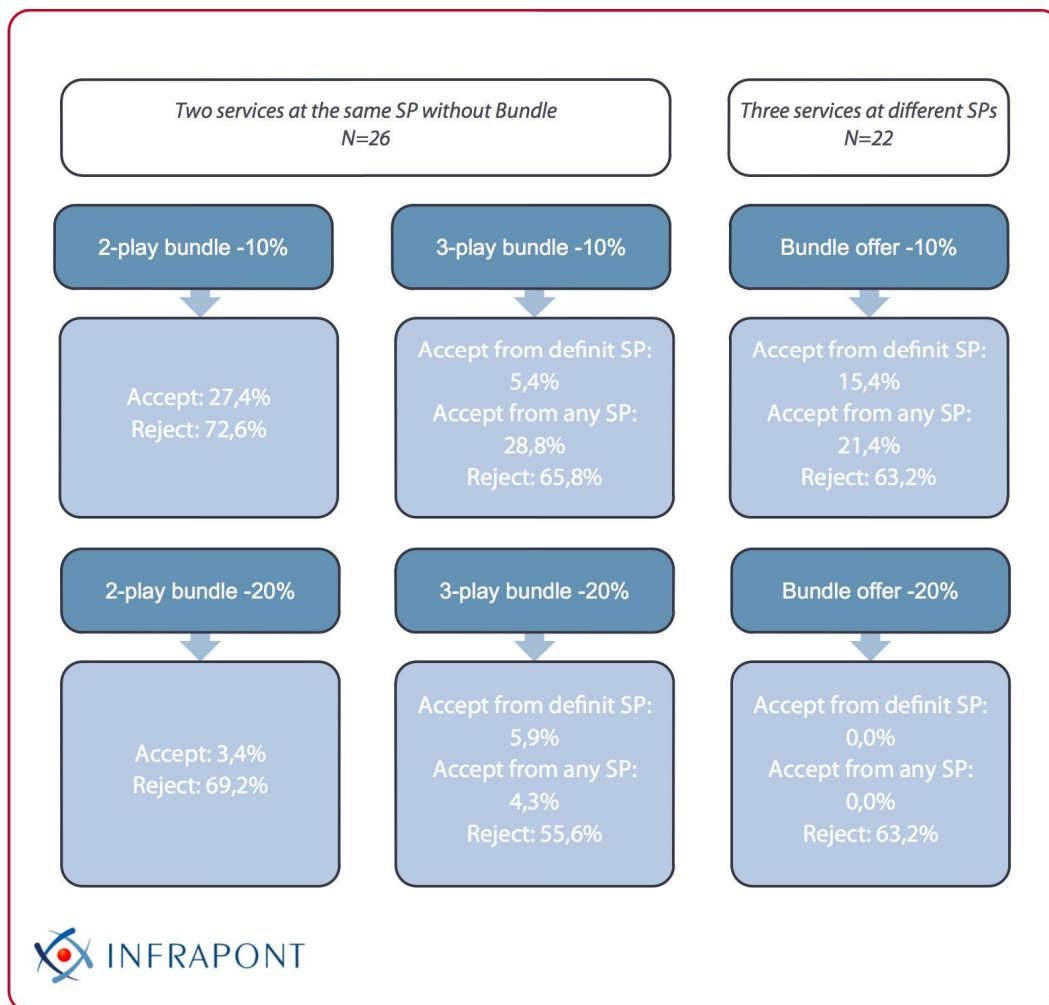 Two services at the same SP without Bundle
N=26
Three services at different SPs
N=22
2-play bundle -10%
3-play bundle -10%
Bundle offer -10%
Accept: 27,4%
Reject: 72,6%
Accept from definit SP:
5,4%
Accept from any SP:
28,8%
Reject: 65,8%
Accept from definit SP:
15,4%
Accept from any SP:
21,4%
Reject: 63,2%
2-play bundle -20%
3-play bundle -20%
Bundle offer -20%
Accept: 3,4%
Reject: 69,2%
Accept from definit SP:
5,9%
Accept from any SP:
4,3%
Reject: 55,6%
Accept from definit SP:
0,0%
Accept from any SP:
0,0%
Reject: 63,2%
INFRAPONT